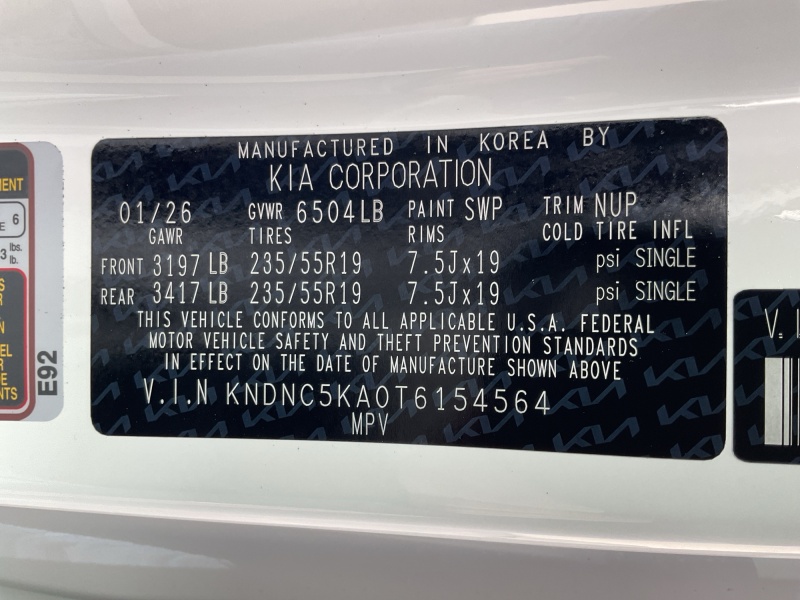 MANUFACTURED IN KOREA BY
KIA CORPORATION
01/26 GVWR 6504LB PAINT SWP TRIM NUP
GAWR TIRES RIMS COLD TIRE INFL
FRONT 3197 LB 235/55R19 7.5Jx19 psi SINGLE
REAR 3417 LB 235/55R19 7.5Jx19 psi SINGLE
THIS VEHICLE CONFORMS TO ALL APPLICABLE U.S.A. FEDERAL
MOTOR VEHICLE SAFETY AND THEFT PREVENTION STANDARDS
IN EFFECT ON THE DATE OF MANUFACTURE SHOWN ABOVE
V.I.N KNDNC5KA0T6154564
MPV
6
lbs.
lb.
E92
V.